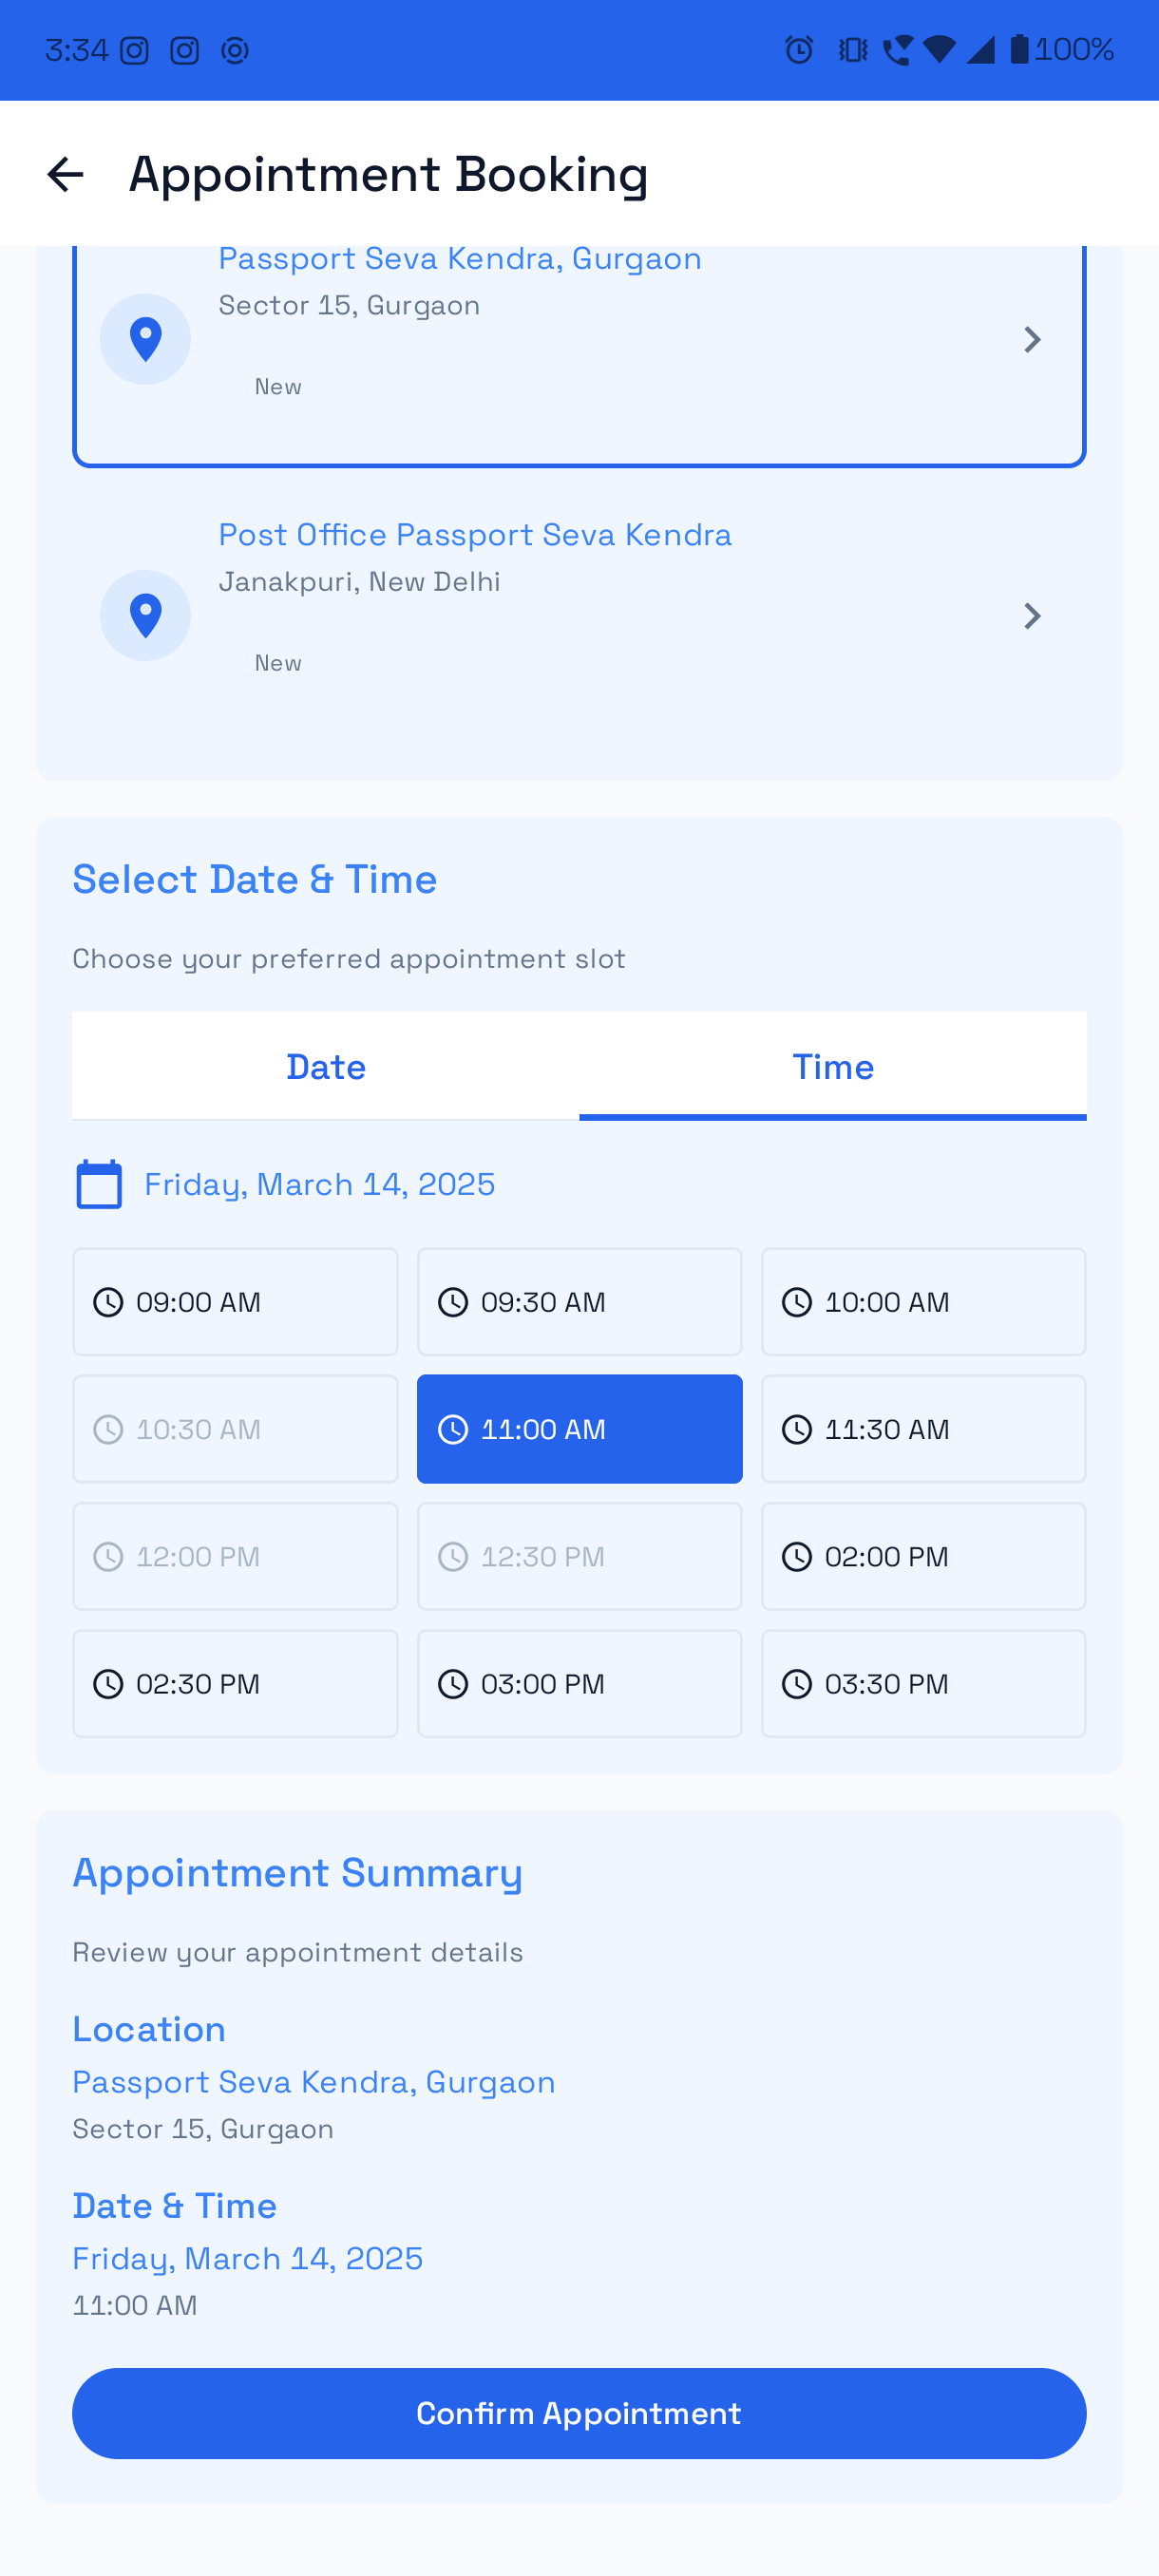 3:34 100%
Appointment Booking
Passport Seva Kendra, Gurgaon
Sector 15, Gurgaon
New
Post Office Passport Seva Kendra
Janakpuri, New Delhi
New
Select Date & Time
Choose your preferred appointment slot
Date Time
Friday, March 14, 2025
09:00 AM 09:30 AM 10:00 AM
10:30 AM 11:00 AM 11:30 AM
12:00 PM 12:30 PM 02:00 PM
02:30 PM 03:00 PM 03:30 PM
Appointment Summary
Review your appointment details
Location
Passport Seva Kendra, Gurgaon
Sector 15, Gurgaon
Date & Time
Friday, March 14, 2025
11:00 AM
Confirm Appointment